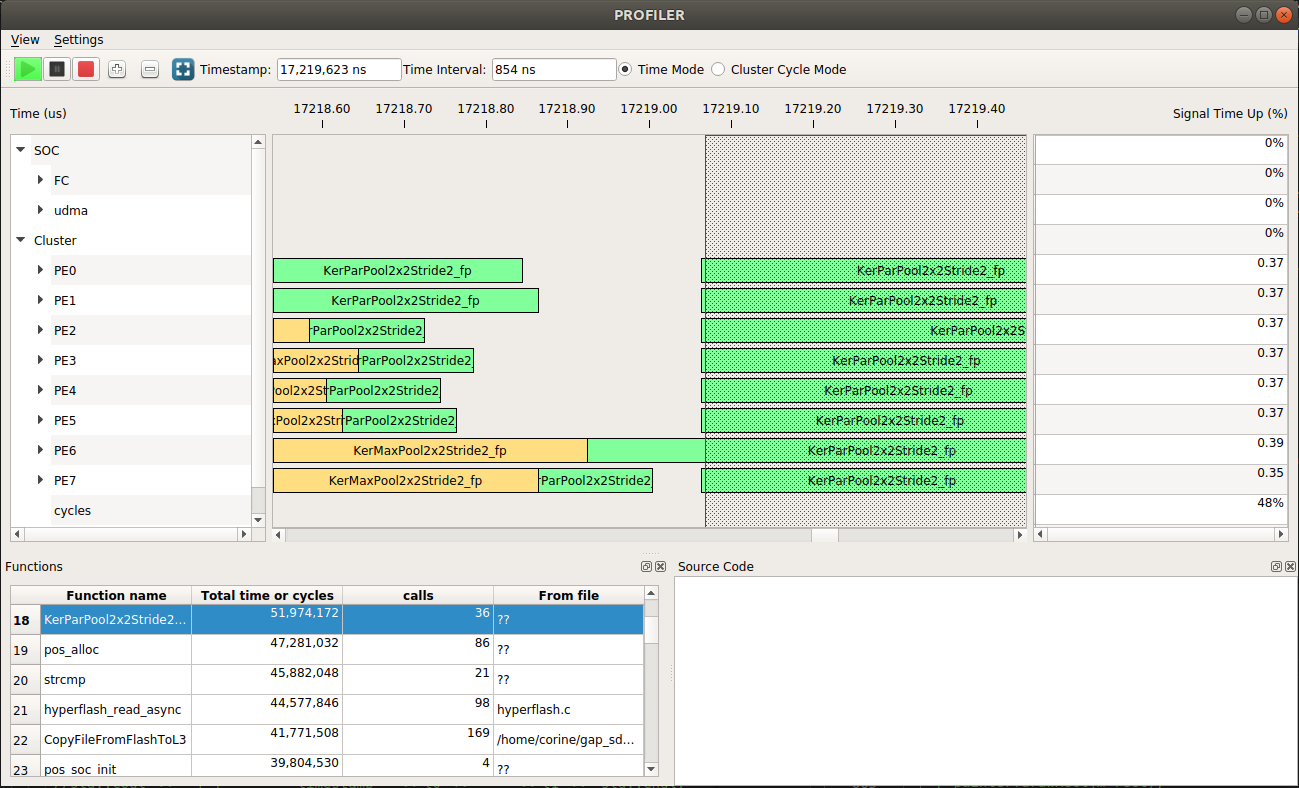 PROFILER
View Settings
Timestamp: 17,219,623 ns Time Interval: 854 ns Time Mode Cluster Cycle Mode
Time (us) 17218.60 17218.70 17218.80 17218.90 17219.00 17219.10 17219.20 17219.30 17219.40 Signal Time Up (%)
SOC 0%
FC 0%
udma 0%
Cluster 0%
PE0 KerParPool2x2Stride2_fp KerParPool2x2Stride2_fp 0.37
PE1 KerParPool2x2Stride2_fp KerParPool2x2Stride2_fp 0.37
PE2 rParPool2x2Stride2_ KerParPool2x2S 0.37
PE3 axPool2x2Strid rParPool2x2Stride2_ KerParPool2x2Stride2_fp 0.37
PE4 Pool2x2St rParPool2x2Stride2_ KerParPool2x2Stride2_fp 0.37
PE5 xPool2x2Stri rParPool2x2Stride2_ KerParPool2x2Stride2_fp 0.37
PE6 KerMaxPool2x2Stride2_fp KerParPool2x2Stride2_fp 0.39
PE7 KerMaxPool2x2Stride2_fp rParPool2x2Stride2_ KerParPool2x2Stride2_fp 0.35
cycles 48%
Functions Source Code
Function name Total time or cycles calls From file
18 KerParPool2x2Stride2... 51,974,172 36 ??
19 pos_alloc 47,281,032 86 ??
20 strcmp 45,882,048 21 ??
21 hyperflash_read_async 44,577,846 98 hyperflash.c
22 CopyFileFromFlashToL3 41,771,508 169 /home/corine/gap_sd...
23 pos_soc_init 39,804,530 4 ??